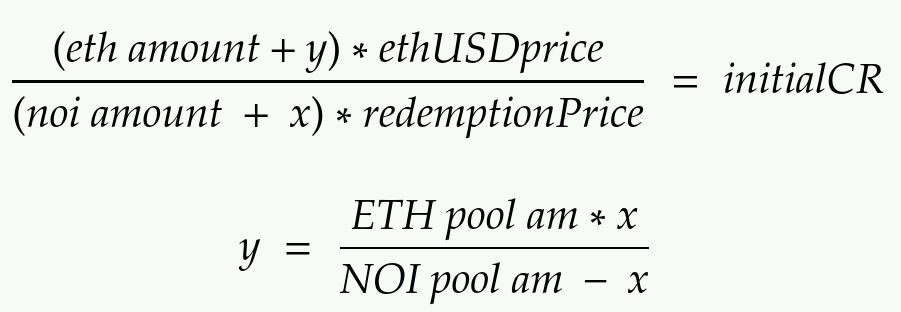 (eth amount + y) * ethUSDprice
(noi amount + x) * redemptionPrice
= initialCR
y =
ETH pool am * x
NOI pool am − x